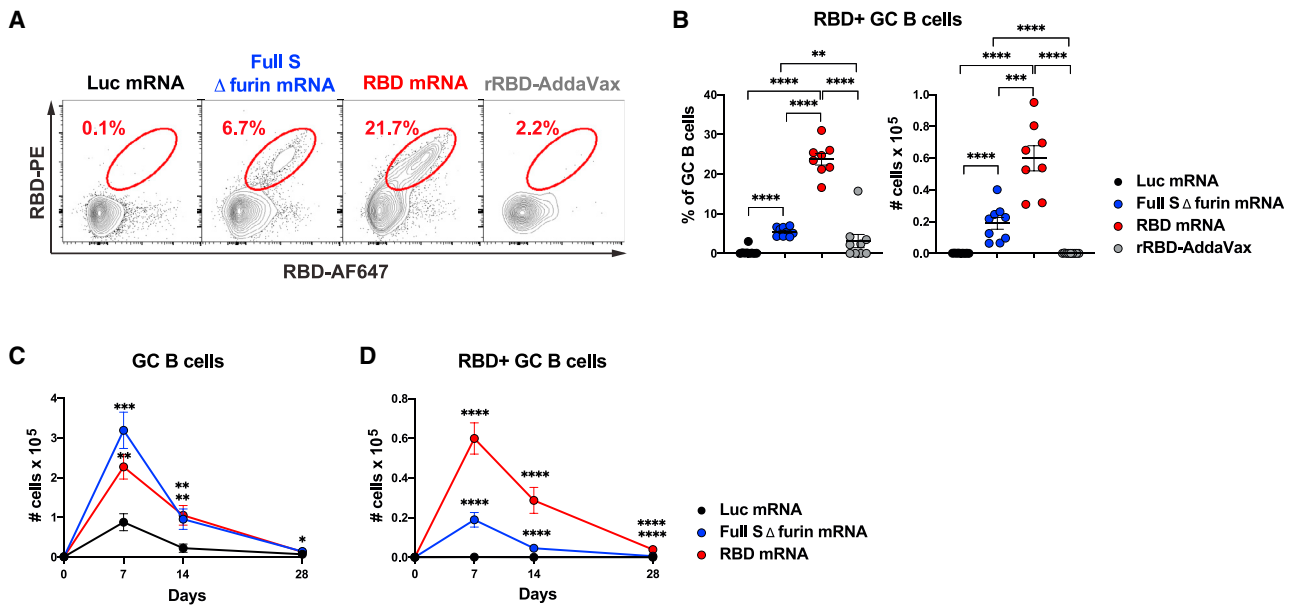 A
Luc mRNA
Full S
Δ furin mRNA
RBD mRNA
rRBD-AddaVax
0.1%
6.7%
21.7%
2.2%
RBD-PE
RBD-AF647
B
RBD+ GC B cells
**
****
****
****
****
% of GC B cells
40
30
20
10
0
****
****
****
***
****
# cells x 10⁵
1.0
0.8
0.6
0.4
0.2
0.0
Luc mRNA
Full S Δ furin mRNA
RBD mRNA
rRBD-AddaVax
C
GC B cells
# cells x 10⁵
4
3
2
1
0
***
**
**
**
*
0
7
14
28
Days
D
RBD+ GC B cells
# cells x 10⁵
0.8
0.6
0.4
0.2
0.0
****
****
****
****
****
****
0
7
14
28
Days
Luc mRNA
Full S Δ furin mRNA
RBD mRNA